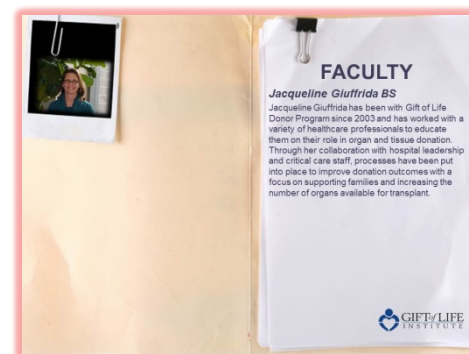 FACULTY
Jacqueline Giuffrida BS
Jacqueline Giuffrida has been with Gift of Life
Donor Program since 2003 and has worked with a
variety of healthcare professionals to educate
them on their role in organ and tissue donation.
Through her collaboration with hospital leadership
and critical care staff, processes have been put
into place to improve donation outcomes with a
focus on supporting families and increasing the
number of organs available for transplant.
GIFT of LIFE
INSTITUTE